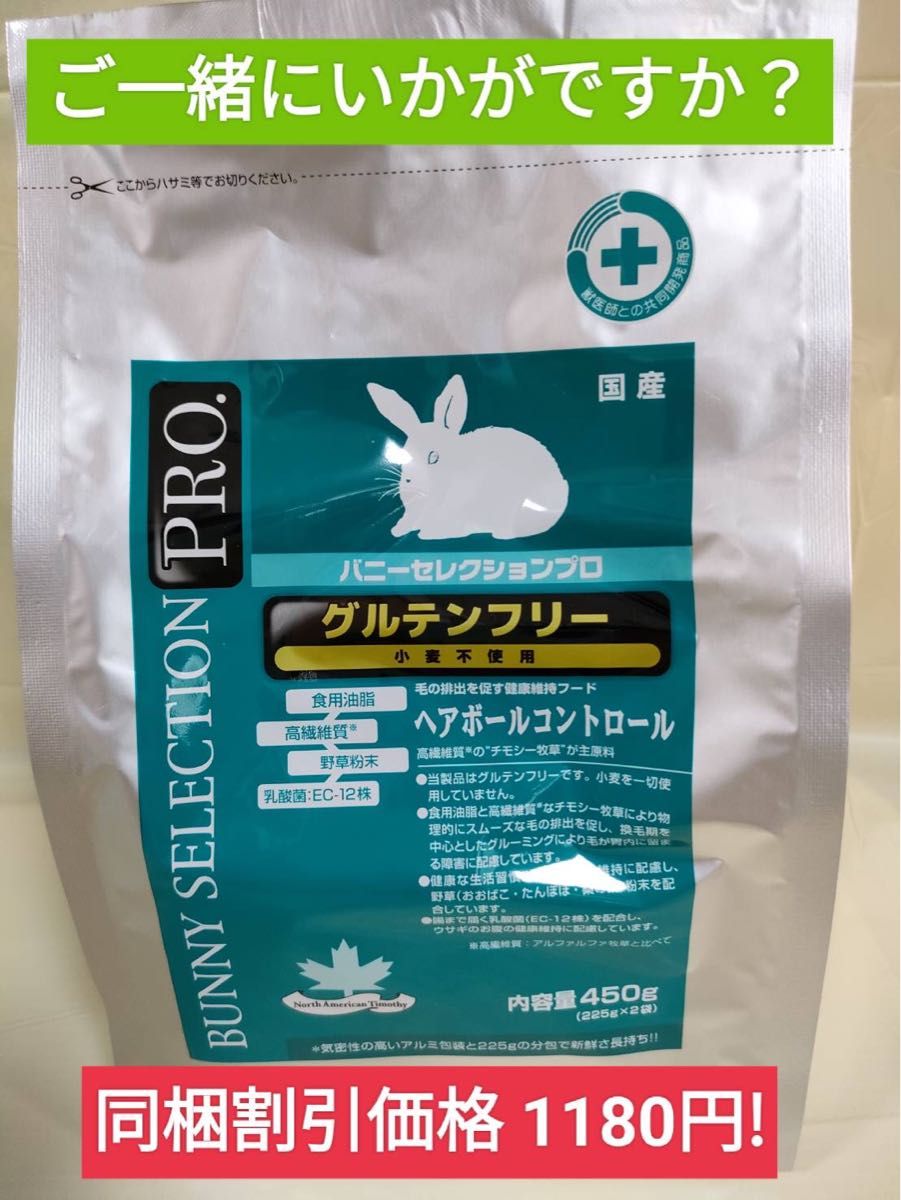 ご一緒にいかがですか？
ここからハサミ等でお切りください。
獣医師との共同開発商品
国産
BUNNY SELECTION PRO.
バニーセレクションプロ
グルテンフリー
小麦不使用
食用油脂
高繊維質※
野草粉末
乳酸菌:EC-12株
毛の排出を促す健康維持フード
ヘアボールコントロール
高繊維質※の"チモシー牧草"が主原料
●当製品はグルテンフリーです。小麦を一切使
用していません。
●食用油脂と高繊維質※なチモシー牧草により物
理的にスムーズな毛の排出を促し、換毛期を
中心としたグルーミングにより毛が胃内に留ま
る障害に配慮しています。
●健康な生活習慣 維持に配慮し、
野草(おおばこ・たんぽぽ・ 粉末を配
合しています。
●腸まで届く乳酸菌(EC-12株)を配合し、
ウサギのお腹の健康維持に配慮しています。
※高繊維質：アルファルファ牧草と比べて
North American Timothy
内容量450g
(225g×2袋)
*気密性の高いアルミ包装と225gの分包で新鮮さ長持ち!!
同梱割引価格 1180円!